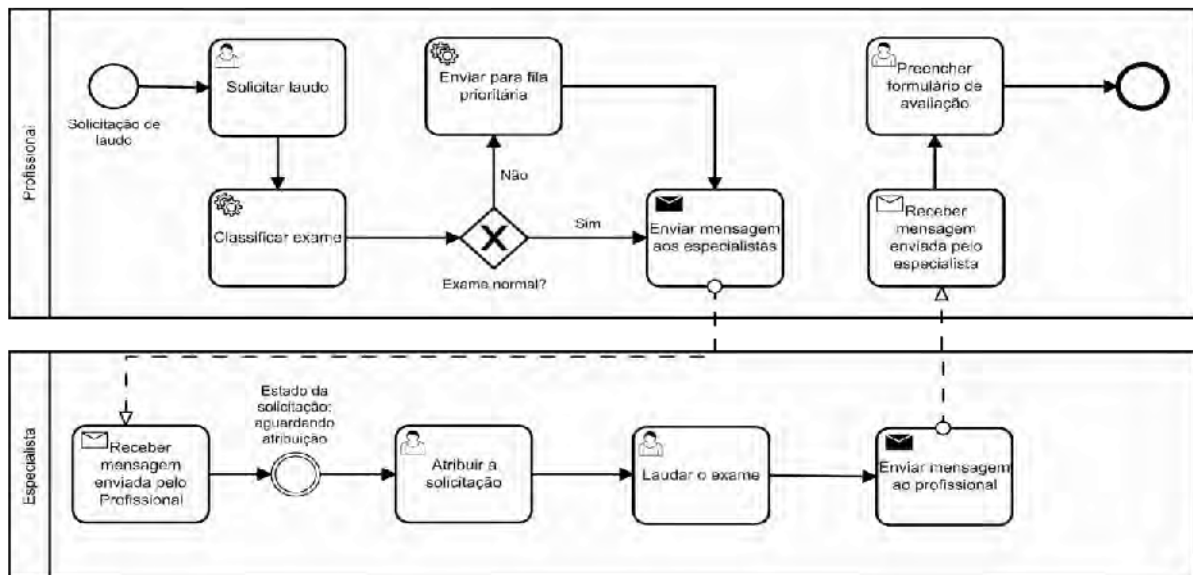 Profissional
Solicitação de
laudo
Solicitar laudo
Classificar exame
Exame normal?
Não
Sim
Enviar para fila
prioritária
Enviar mensagem
aos especialistas
Preencher
formulário de
avaliação
Receber
mensagem
enviada pelo
especialista
Especialista
Receber
mensagem
enviada pelo
Profissional
Estado da
solicitação:
aguardando
atribuição
Atribuir a
solicitação
Laudar o exame
Enviar mensagem
ao profissional